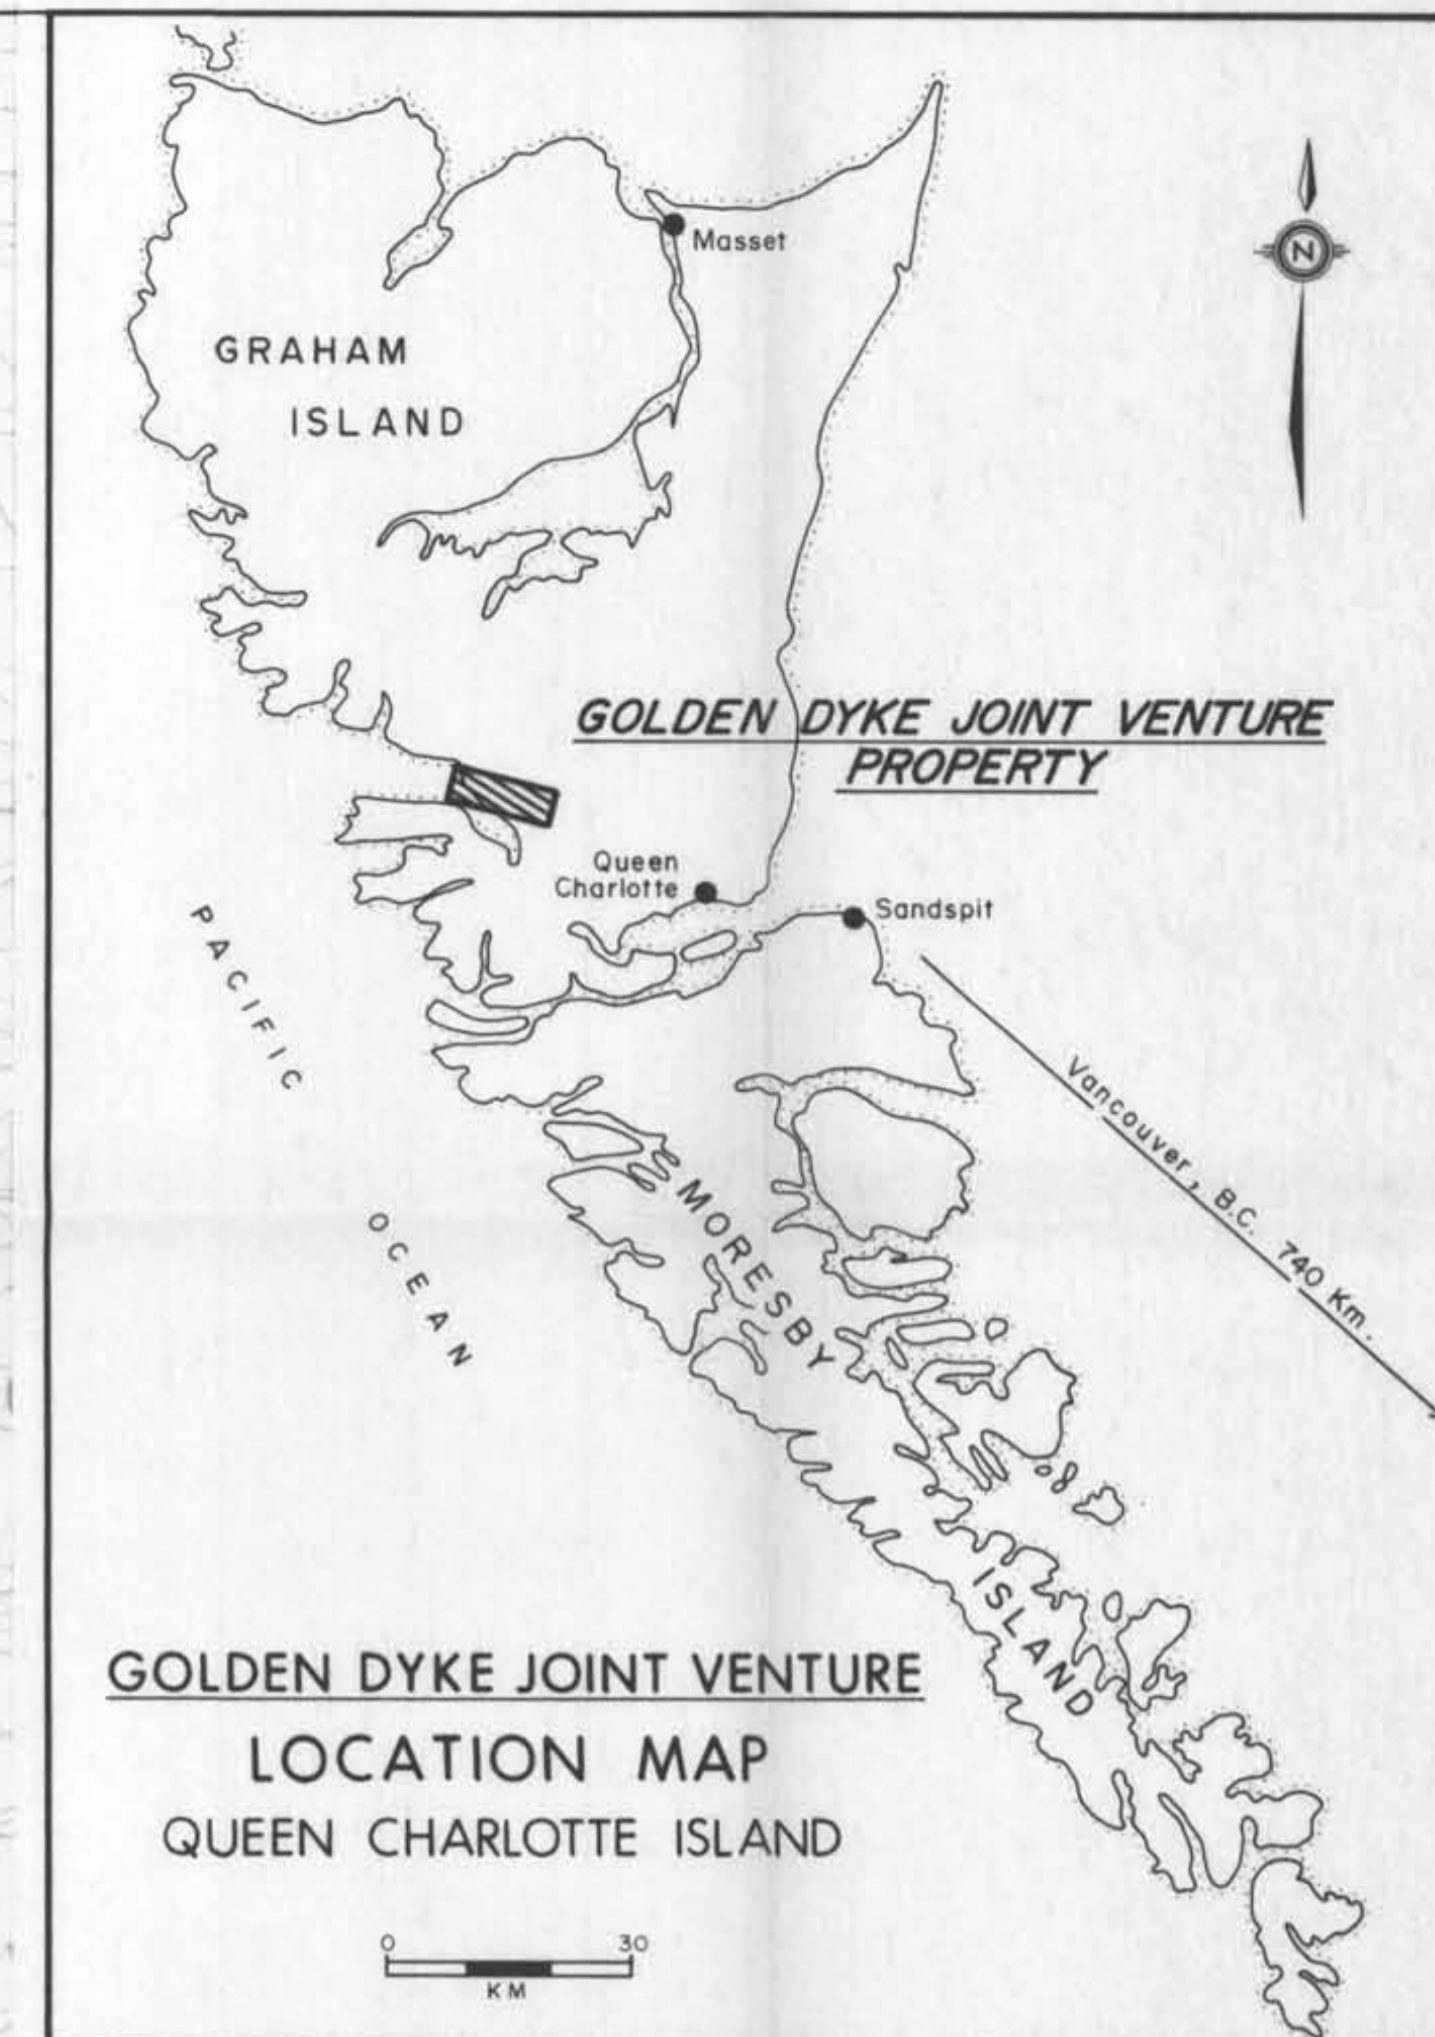 Masset
N
GRAHAM
ISLAND
GOLDEN DYKE JOINT VENTURE
PROPERTY
Queen
Charlotte
Sandspit
PACIFIC
OCEAN
Vancouver, B.C. 740 Km.
MORESBY
ISLAND
GOLDEN DYKE JOINT VENTURE
LOCATION MAP
QUEEN CHARLOTTE ISLAND
0 30
KM